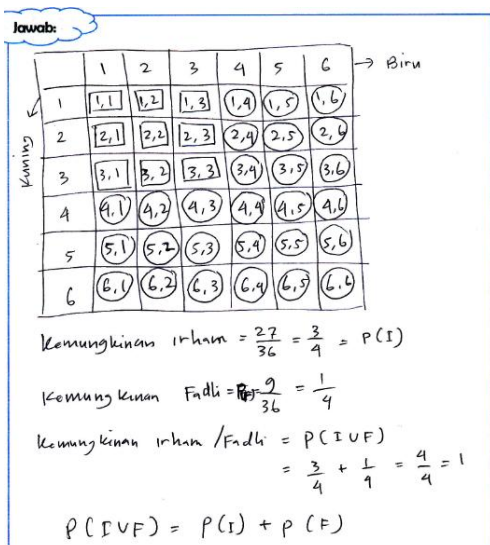 Jawab:
1 2 3 4 5 6 → Biru
Kuning
1 1,1 1,2 1,3 1,4 1,5 1,6
2 2,1 2,2 2,3 2,4 2,5 2,6
3 3,1 3,2 3,3 3,4 3,5 3,6
4 4,1 4,2 4,3 4,4 4,5 4,6
5 5,1 5,2 5,3 5,4 5,5 5,6
6 6,1 6,2 6,3 6,4 6,5 6,6
Kemungkinan irham = 27/36 = 3/4 = P(I)
Kemungkinan Fadli = 9/36 = 1/4
Kemungkinan irham / Fadli = P(I∪F)
= 3/4 + 1/4 = 4/4 = 1
P(I∪F) = P(I) + P(F)